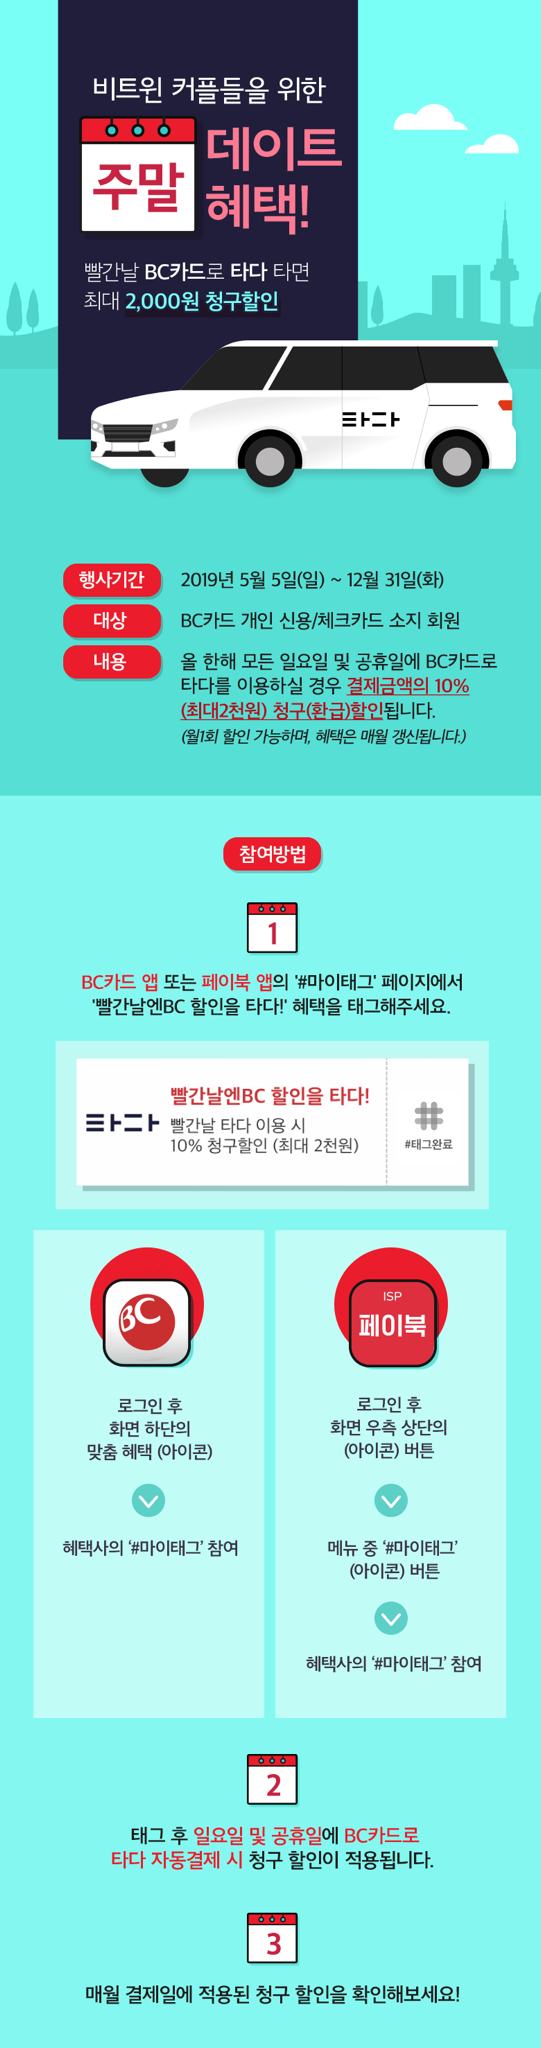 비트윈 커플들을 위한
주말 데이트
혜택!
빨간날 BC카드로 타다 타면
최대 2,000원 청구할인
타다
행사기간 2019년 5월 5일(일) ~ 12월 31일(화)
대상 BC카드 개인 신용/체크카드 소지 회원
내용 올 한해 모든 일요일 및 공휴일에 BC카드로
타다를 이용하실 경우 결제금액의 10%
(최대2천원) 청구(환급)할인됩니다.
(월1회 할인 가능하며, 혜택은 매월 갱신됩니다.)
참여방법
1
BC카드 앱 또는 페이북 앱의 '#마이태그' 페이지에서
'빨간날엔BC 할인을 타다!' 혜택을 태그해주세요.
타다
빨간날엔BC 할인을 타다!
빨간날 타다 이용 시
10% 청구할인 (최대 2천원)
#
#태그완료
BC
로그인 후
화면 하단의
맞춤 혜택 (아이콘)
혜택사의 ‘#마이태그’ 참여
ISP
페이북
로그인 후
화면 우측 상단의
(아이콘) 버튼
메뉴 중 ‘#마이태그’
(아이콘) 버튼
혜택사의 ‘#마이태그’ 참여
2
태그 후 일요일 및 공휴일에 BC카드로
타다 자동결제 시 청구 할인이 적용됩니다.
3
매월 결제일에 적용된 청구 할인을 확인해보세요!